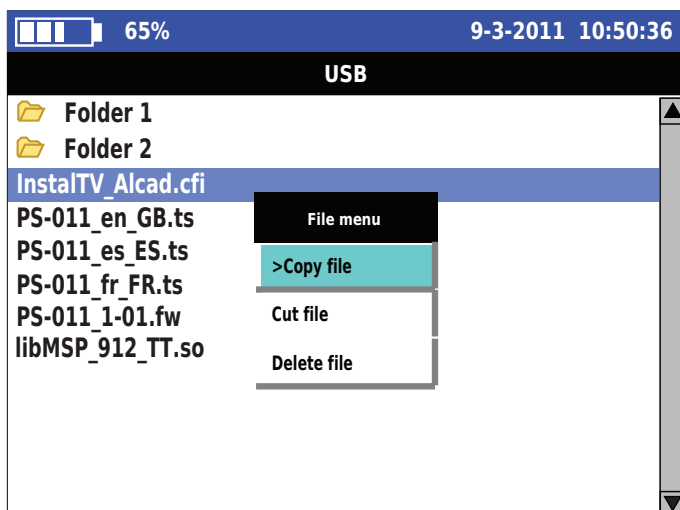 65% 9-3-2011 10:50:36
USB
Folder 1
Folder 2
InstalTV_Alcad.cfi
PS-011_en_GB.ts
PS-011_es_ES.ts
PS-011_fr_FR.ts
PS-011_1-01.fw
libMSP_912_TT.so
File menu
>Copy file
Cut file
Delete file